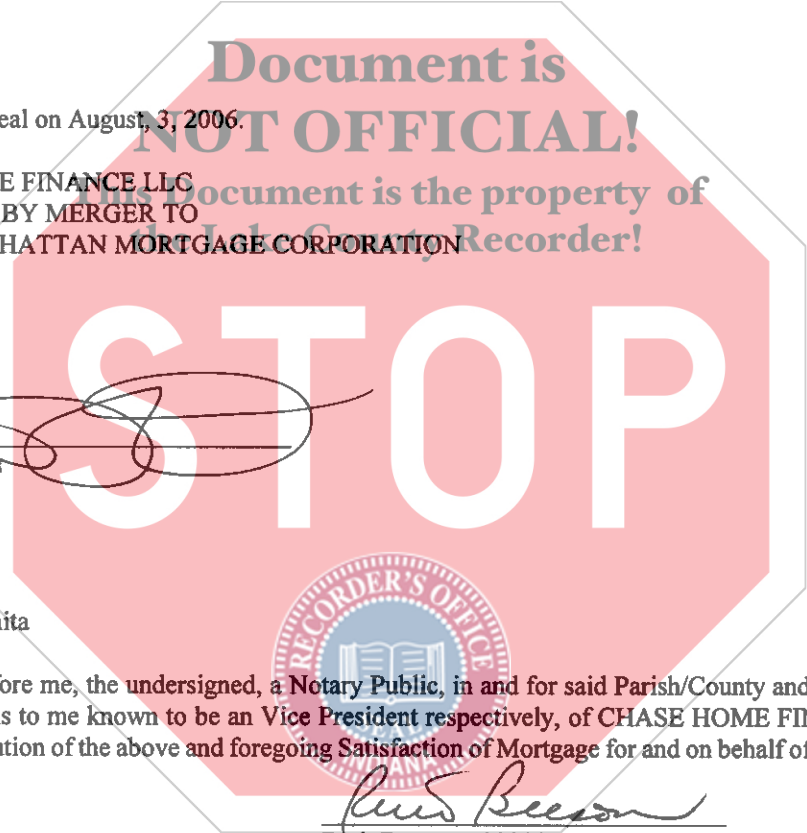 Document is
eal on August, 3, 2006.
NOT OFFICIAL!
E FINANCE LLC
This Document is the property of
BY MERGER TO
HATTAN MORTGAGE CORPORATION
the Lake County Recorder!
STOP
RECORDER'S OFFICE
ita
fore me, the undersigned, a Notary Public, in and for said Parish/County and
s to me known to be an Vice President respectively, of CHASE HOME FIN
ution of the above and foregoing Satisfaction of Mortgage for and on behalf of
INDIANA
Beeson